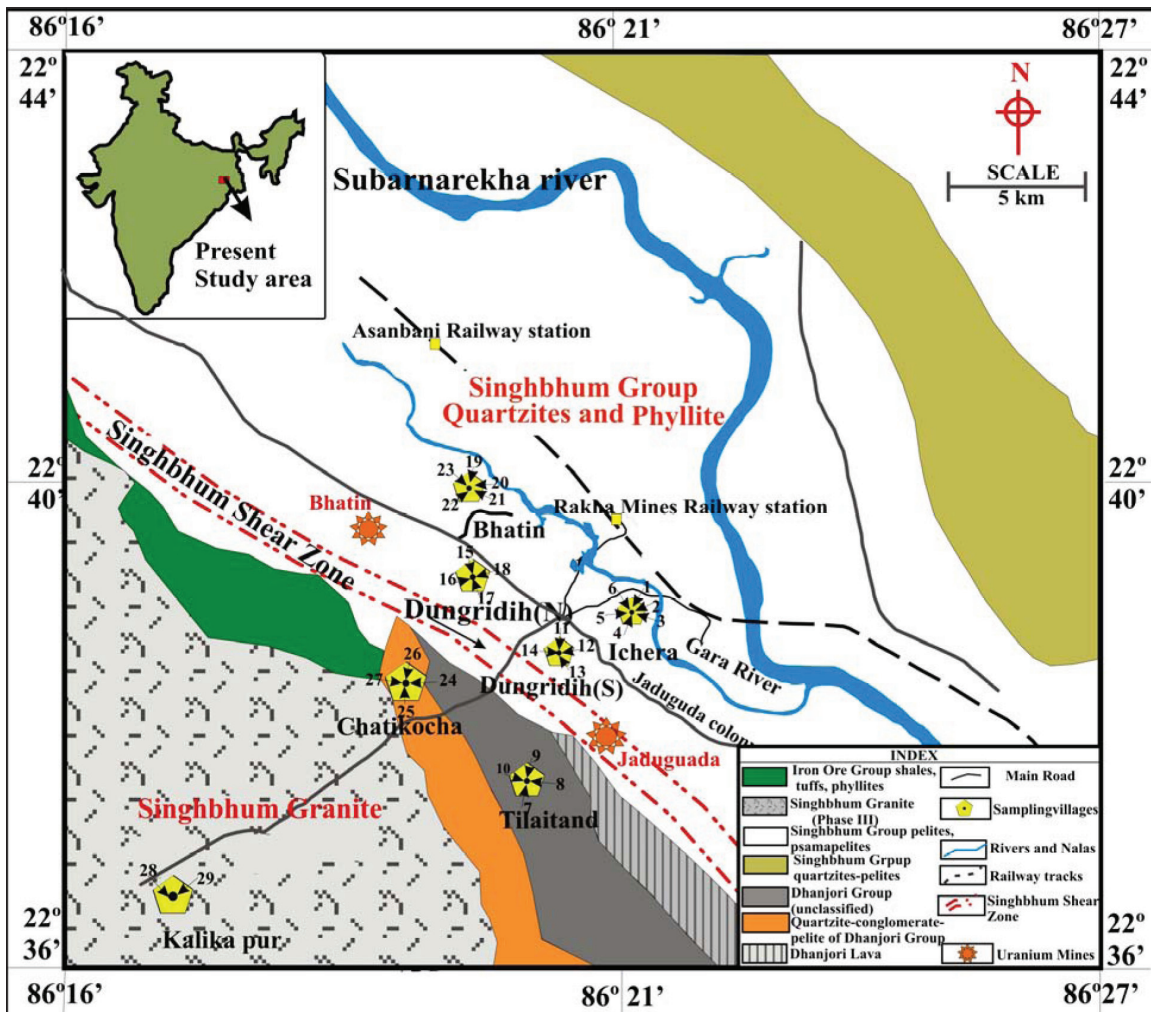 86º16’
86º21’
86º27’
22º
44’
22º
44’
N
SCALE
5 km
Present
Study area
Subarnarekha river
Asanbani Railway station
Singhbhum Group
Quartzites and Phyllite
22º
40’
22º
40’
Singhbhum Shear Zone
Bhatin
23
19
20
21
22
Bhatin
Rakha Mines Railway station
15
16
18
17
Dungridih(N)
6
1
2
5
3
4
Ichera
11
14
12
13
Dungridih(S)
Gara River
Jaduguda colony
26
27
24
25
Chatikocha
Jaduguada
9
10
8
7
Tilaitand
Singhbhum Granite
28
29
Kalika pur
INDEX
Iron Ore Group shales,
tuffs, phyllites
Singhbhum Granite
(Phase III)
Singhbhum Group pelites,
psamapelites
Singhbhum Grpup
quartzites-pelites
Dhanjori Group
(unclassified)
Quartzite-conglomerate-
pelite of Dhanjori Group
Dhanjori Lava
Main Road
Samplingvillages
Rivers and Nalas
Railway tracks
Singhbhum Shear
Zone
Uranium Mines
22º
36’
22º
36’
86º16’
86º21’
86º27’